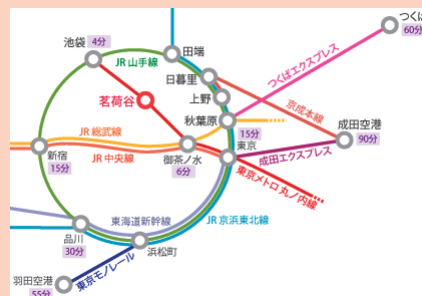 つくば
60分
池袋 4分
JR山手線
田端
日暮里
つくばエクスプレス
上野
茗荷谷
京成本線
秋葉原
JR 総武線
15分
成田空港
90分
新宿
15分
JR 中央線
御茶ノ水
6分
東京
成田エクスプレス
東京メトロ 丸ノ内線
東海道新幹線
JR 京浜東北線
品川
30分
浜松町
東京モノレール
羽田空港
55分